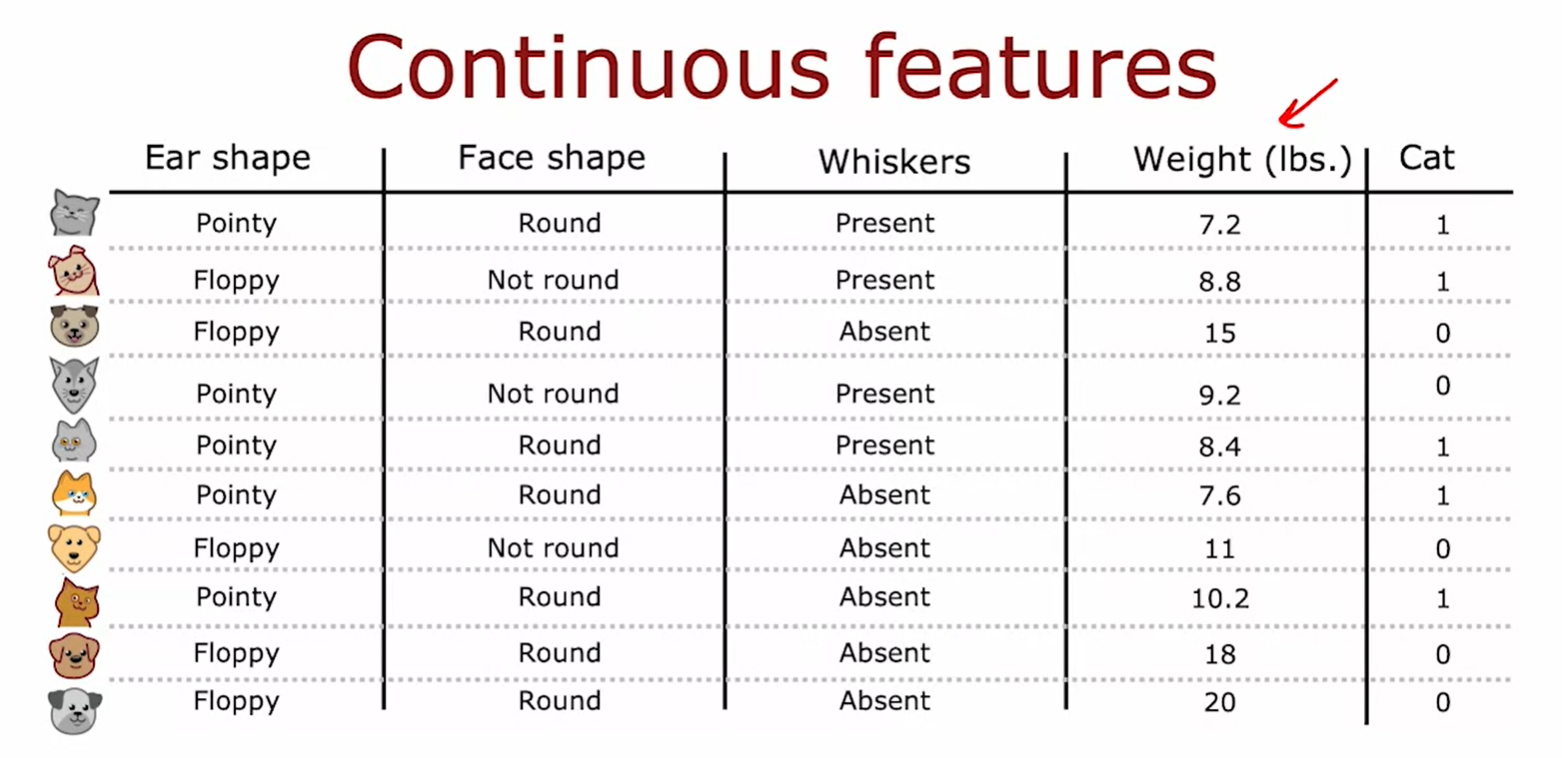 Continuous features
Ear shape Face shape Whiskers Weight (lbs.) Cat
Pointy Round Present 7.2 1
Floppy Not round Present 8.8 1
Floppy Round Absent 15 0
Pointy Not round Present 9.2 0
Pointy Round Present 8.4 1
Pointy Round Absent 7.6 1
Floppy Not round Absent 11 0
Pointy Round Absent 10.2 1
Floppy Round Absent 18 0
Floppy Round Absent 20 0